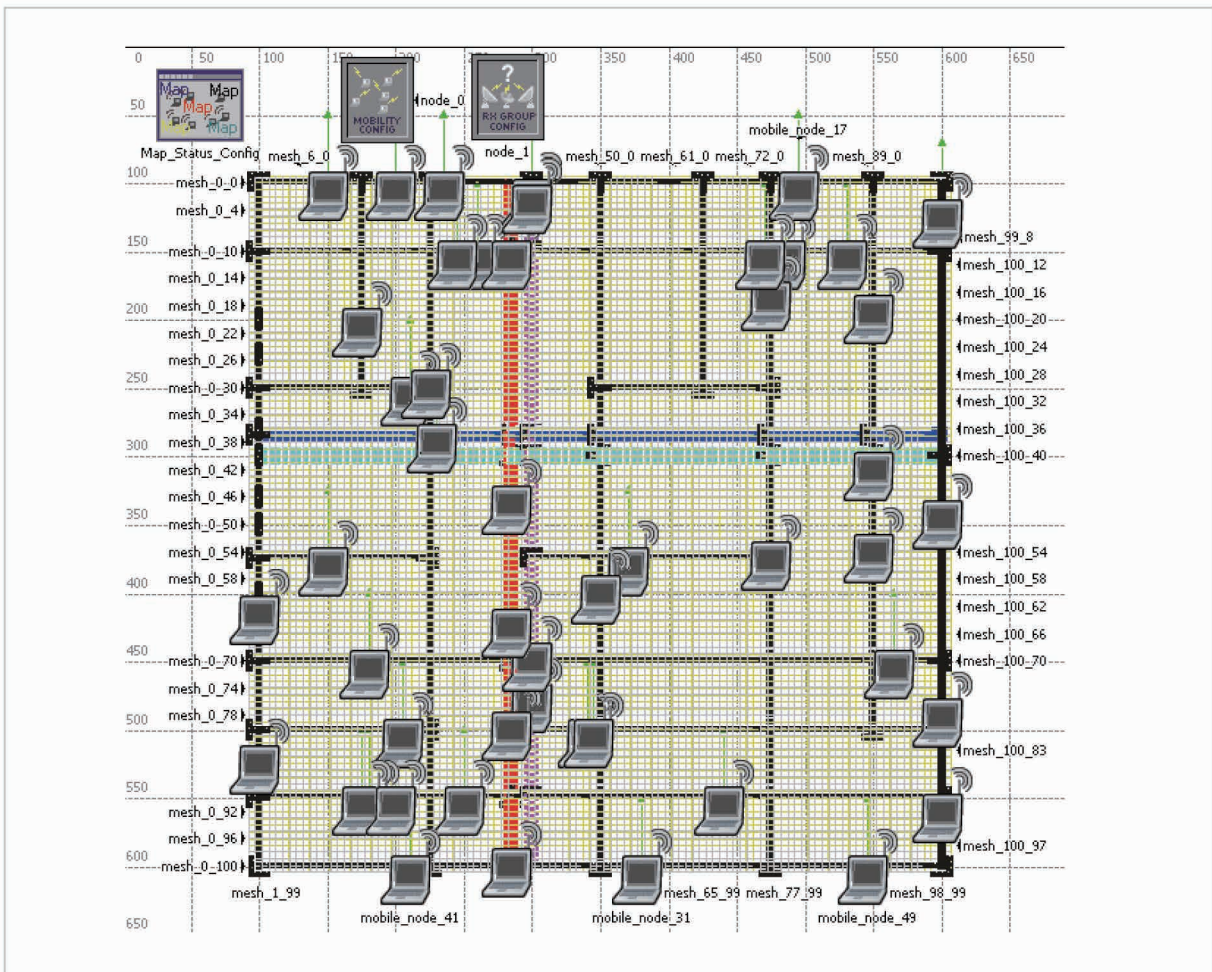 0 50 100 150 300 350 400 450 500 550 600 650
Map Map
Map
Map Map
MOBILITY
CONFIG
?
RX GROUP
CONFIG
node_0
50
mobile_node_17
Map_Status_Config mesh_6_0 node_1 mesh_50_0 mesh_61_0 mesh_72_0 mesh_89_0
100
mesh_0_0
mesh_0_4
mesh_99_8
150
mesh_0_10
mesh_100_12
mesh_0_14
mesh_100_16
mesh_0_18
200
mesh_100_20
mesh_0_22
mesh_100_24
mesh_0_26
mesh_100_28
250
mesh_0_30
mesh_100_32
mesh_0_34
mesh_100_36
300
mesh_0_38
mesh_100_40
mesh_0_42
mesh_0_46
350
mesh_0_50
mesh_0_54 mesh_100_54
mesh_0_58 mesh_100_58
400
mesh_100_62
mesh_100_66
450
mesh_0_70 mesh_100_70
mesh_0_74
mesh_0_78
500
mesh_100_83
550
mesh_0_92
mesh_0_96 mesh_100_97
600
mesh_0_100
mesh_1_99 mesh_65_99 mesh_77_99 mesh_98_99
mobile_node_41 mobile_node_31 mobile_node_49
650